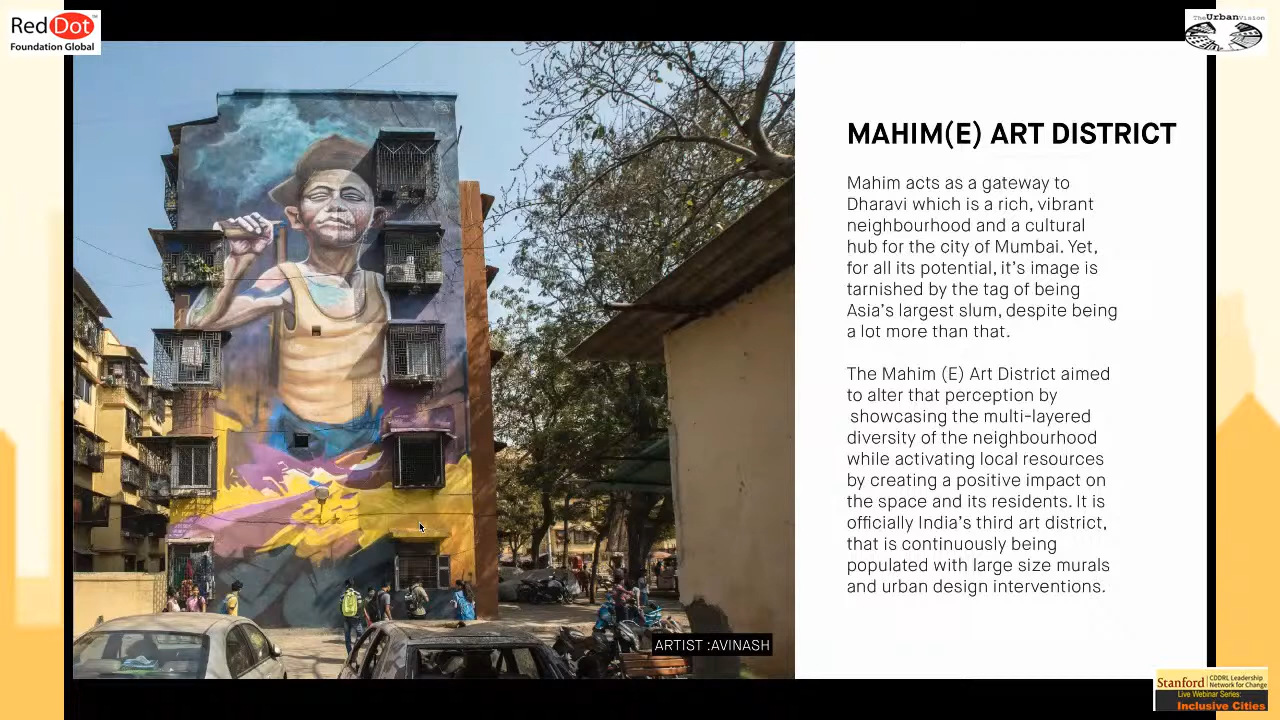 RedDot™
Foundation Global
TheUrbanVision
MAHIM(E) ART DISTRICT
Mahim acts as a gateway to
Dharavi which is a rich, vibrant
neighbourhood and a cultural
hub for the city of Mumbai. Yet,
for all its potential, it's image is
tarnished by the tag of being
Asia's largest slum, despite being
a lot more than that.
The Mahim (E) Art District aimed
to alter that perception by
showcasing the multi-layered
diversity of the neighbourhood
while activating local resources
by creating a positive impact on
the space and its residents. It is
officially India's third art district,
that is continuously being
populated with large size murals
and urban design interventions.
ARTIST :AVINASH
Stanford | CDDRL Leadership
Network for Change
Live Webinar Series:
Inclusive Cities